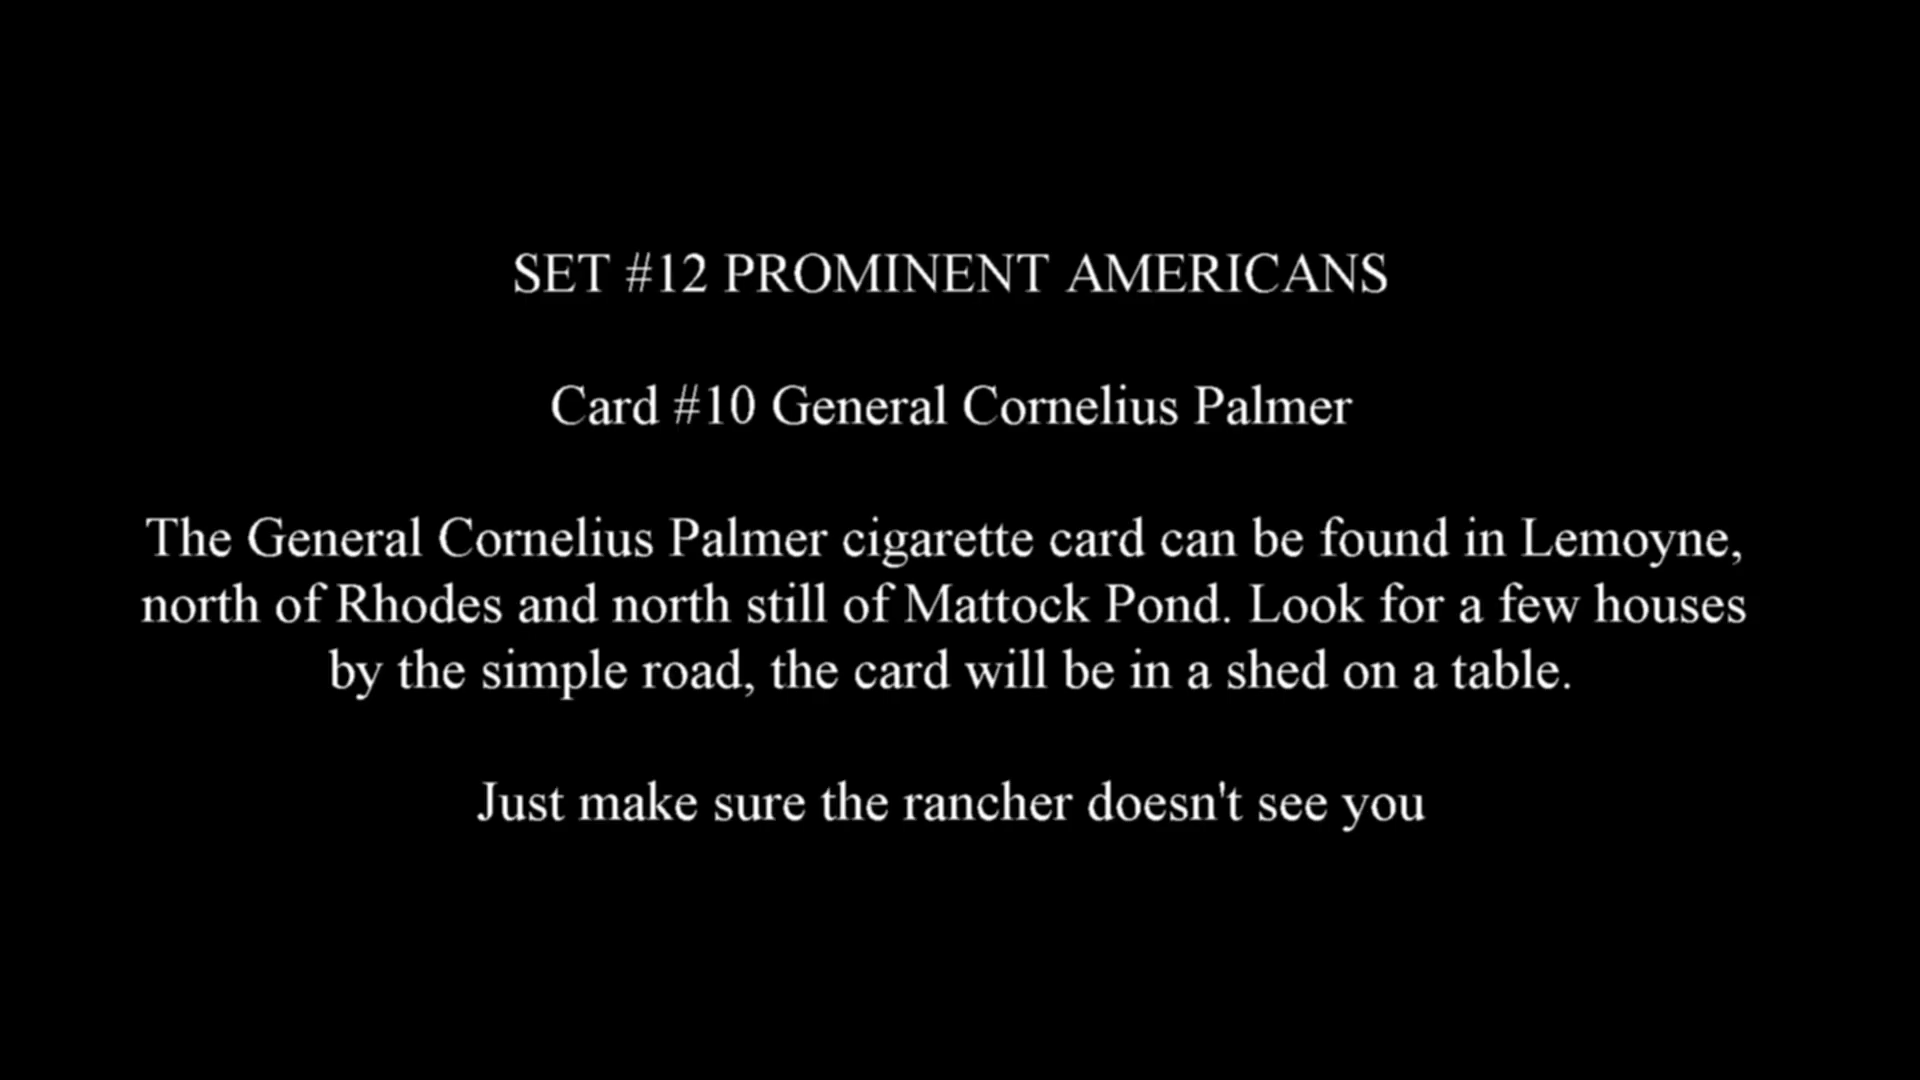 SET #12 PROMINENT AMERICANS
Card #10 General Cornelius Palmer
The General Cornelius Palmer cigarette card can be found in Lemoyne,
north of Rhodes and north still of Mattock Pond. Look for a few houses
by the simple road, the card will be in a shed on a table.
Just make sure the rancher doesn't see you